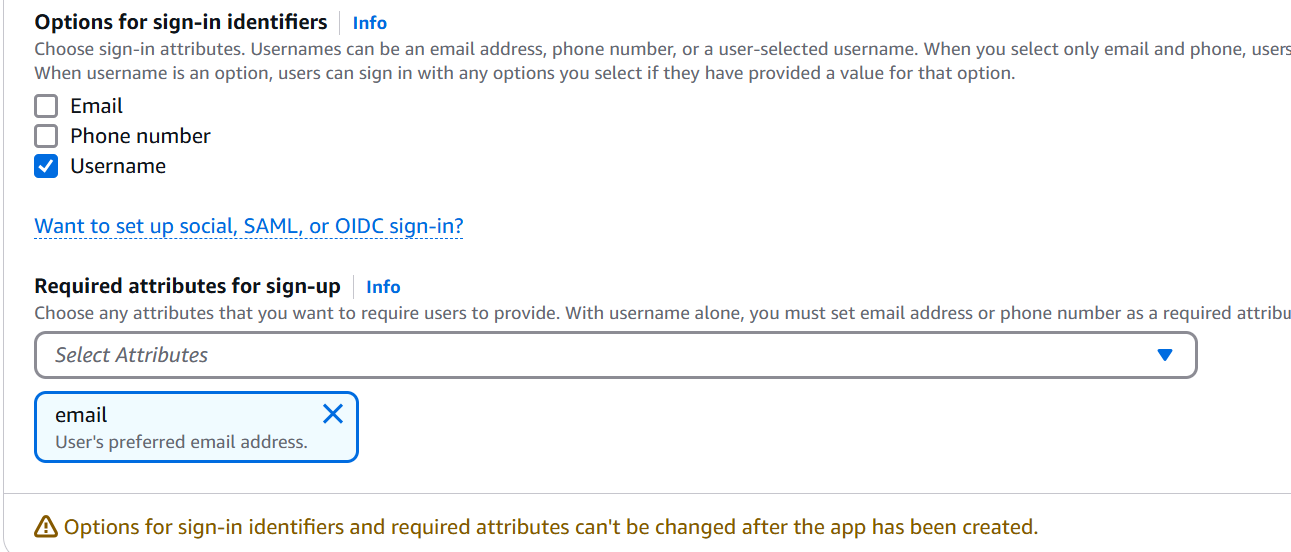 Options for sign-in identifiers Info
Choose sign-in attributes. Usernames can be an email address, phone number, or a user-selected username. When you select only email and phone, users
When username is an option, users can sign in with any options you select if they have provided a value for that option.
Email
Phone number
Username
Want to set up social, SAML, or OIDC sign-in?
Required attributes for sign-up Info
Choose any attributes that you want to require users to provide. With username alone, you must set email address or phone number as a required attribu
Select Attributes
email
User's preferred email address.
Options for sign-in identifiers and required attributes can't be changed after the app has been created.